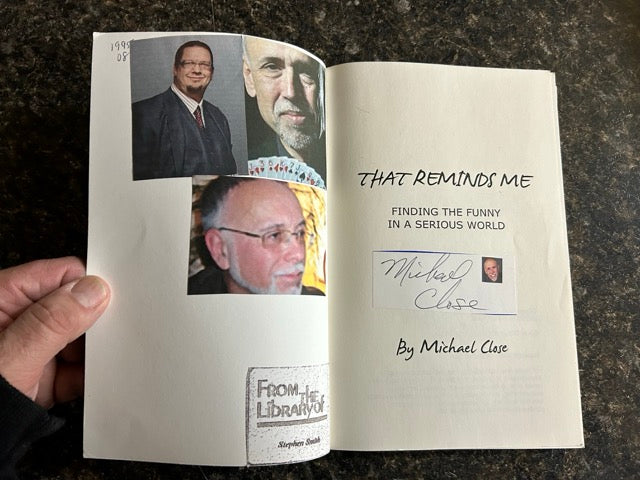 1995
08
FROM THE
LIBRARY OF
Stephen Smith
THAT REMINDS ME
FINDING THE FUNNY
IN A SERIOUS WORLD
Michael
Close
By Michael Close